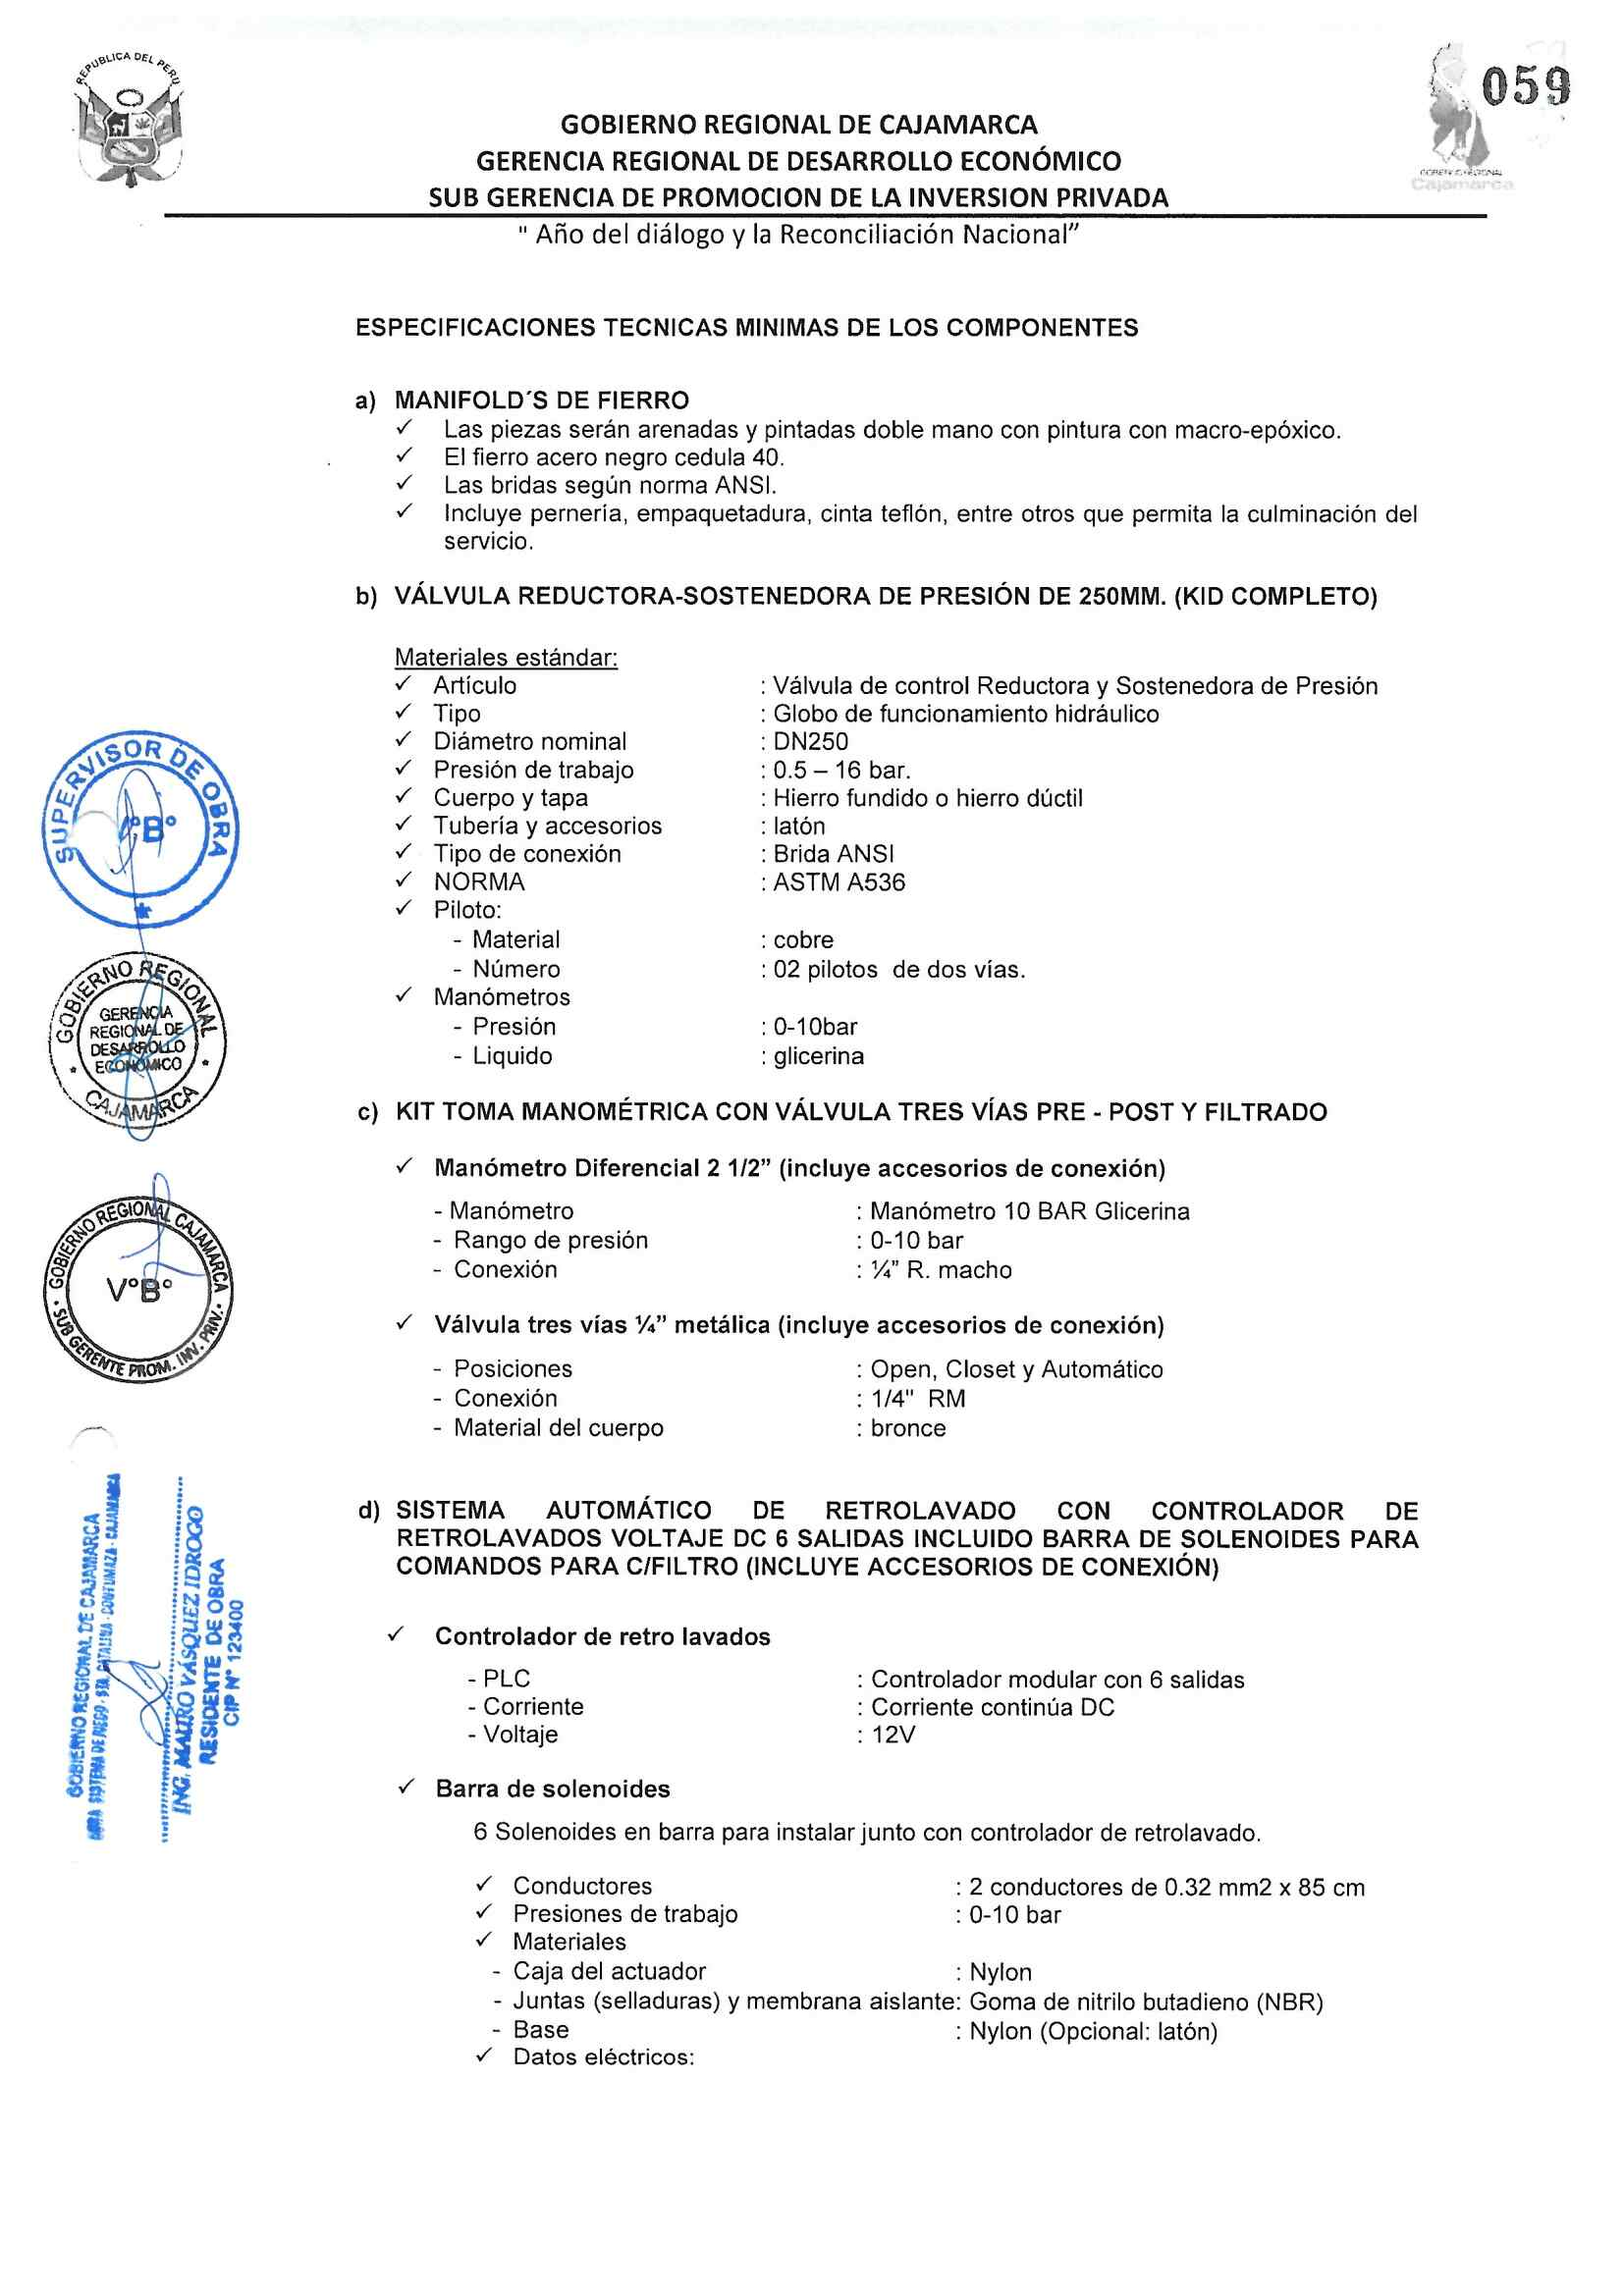 REPUBLICA DEL PERU
059
GOBIERNO REGIONAL DE CAJAMARCA
GERENCIA REGIONAL DE DESARROLLO ECONÓMICO
SUB GERENCIA DE PROMOCION DE LA INVERSION PRIVADA
Cajamarca
" Año del diálogo y la Reconciliación Nacional”
ESPECIFICACIONES TECNICAS MINIMAS DE LOS COMPONENTES
a) MANIFOLD´S DE FIERRO
✓ Las piezas serán arenadas y pintadas doble mano con pintura con macro-epóxico.
✓ El fierro acero negro cedula 40.
✓ Las bridas según norma ANSI.
✓ Incluye pernería, empaquetadura, cinta teflón, entre otros que permita la culminación del
servicio.
b) VÁLVULA REDUCTORA-SOSTENEDORA DE PRESIÓN DE 250MM. (KID COMPLETO)
Materiales estándar:
✓ Artículo : Válvula de control Reductora y Sostenedora de Presión
✓ Tipo : Globo de funcionamiento hidráulico
✓ Diámetro nominal : DN250
✓ Presión de trabajo : 0.5 – 16 bar.
✓ Cuerpo y tapa : Hierro fundido o hierro dúctil
✓ Tubería y accesorios : latón
✓ Tipo de conexión : Brida ANSI
✓ NORMA : ASTM A536
✓ Piloto:
- Material : cobre
- Número : 02 pilotos de dos vías.
✓ Manómetros
- Presión : 0-10bar
- Liquido : glicerina
c) KIT TOMA MANOMÉTRICA CON VÁLVULA TRES VÍAS PRE - POST Y FILTRADO
✓ Manómetro Diferencial 2 1/2” (incluye accesorios de conexión)
- Manómetro : Manómetro 10 BAR Glicerina
- Rango de presión : 0-10 bar
- Conexión : ¼” R. macho
✓ Válvula tres vías ¼” metálica (incluye accesorios de conexión)
- Posiciones : Open, Closet y Automático
- Conexión : 1/4" RM
- Material del cuerpo : bronce
d) SISTEMA AUTOMÁTICO DE RETROLAVADO CON CONTROLADOR DE
RETROLAVADOS VOLTAJE DC 6 SALIDAS INCLUIDO BARRA DE SOLENOIDES PARA
COMANDOS PARA C/FILTRO (INCLUYE ACCESORIOS DE CONEXIÓN)
✓ Controlador de retro lavados
- PLC : Controlador modular con 6 salidas
- Corriente : Corriente continúa DC
- Voltaje : 12V
✓ Barra de solenoides
6 Solenoides en barra para instalar junto con controlador de retrolavado.
✓ Conductores : 2 conductores de 0.32 mm2 x 85 cm
✓ Presiones de trabajo : 0-10 bar
✓ Materiales
- Caja del actuador : Nylon
- Juntas (selladuras) y membrana aislante: Goma de nitrilo butadieno (NBR)
- Base : Nylon (Opcional: latón)
✓ Datos eléctricos:
SUPERVISOR DE OBRA
V°B°
GOBIERNO REGIONAL
GERENCIA
REGIONAL DE
DESARROLLO
ECONOMICO
CAJAMARCA
GOBIERNO REGIONAL CAJAMARCA
V°B°
SUB GERENTE PROM. INV. PRIV.
GOBIERNO REGIONAL DE CAJAMARCA
OBRA SISTEMA DE RIEGO - STA. CATALINA - CONTUMAZA - CAJAMARCA
ING. MAURO VÁSQUEZ IDROGO
RESIDENTE DE OBRA
CIP N° 123400